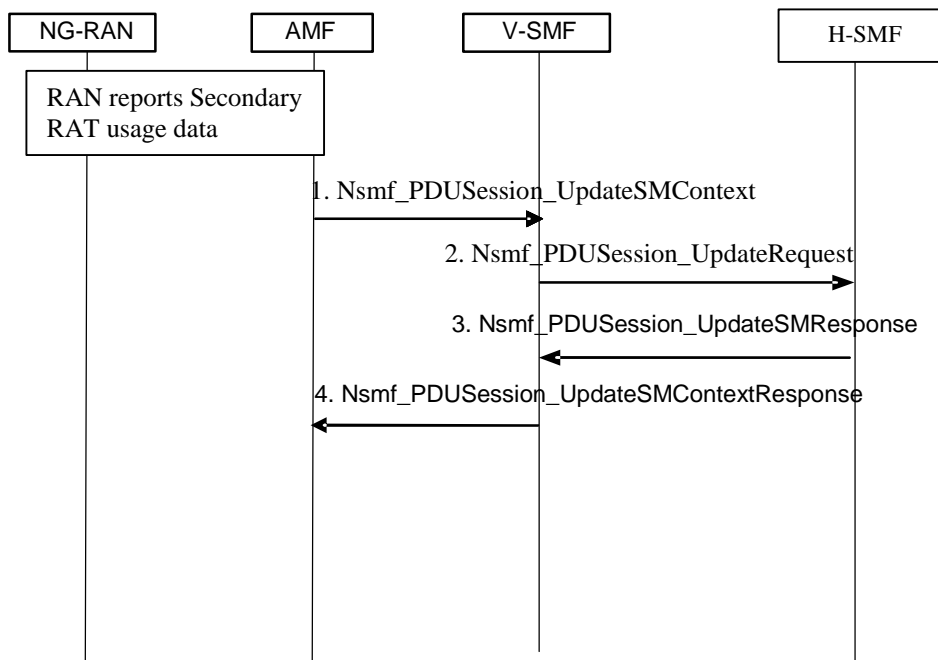 NG-RAN
AMF
V-SMF
H-SMF
RAN reports Secondary
RAT usage data
1. Nsmf_PDUSession_UpdateSMContext
2. Nsmf_PDUSession_UpdateRequest
3. Nsmf_PDUSession_UpdateSMResponse
4. Nsmf_PDUSession_UpdateSMContextResponse